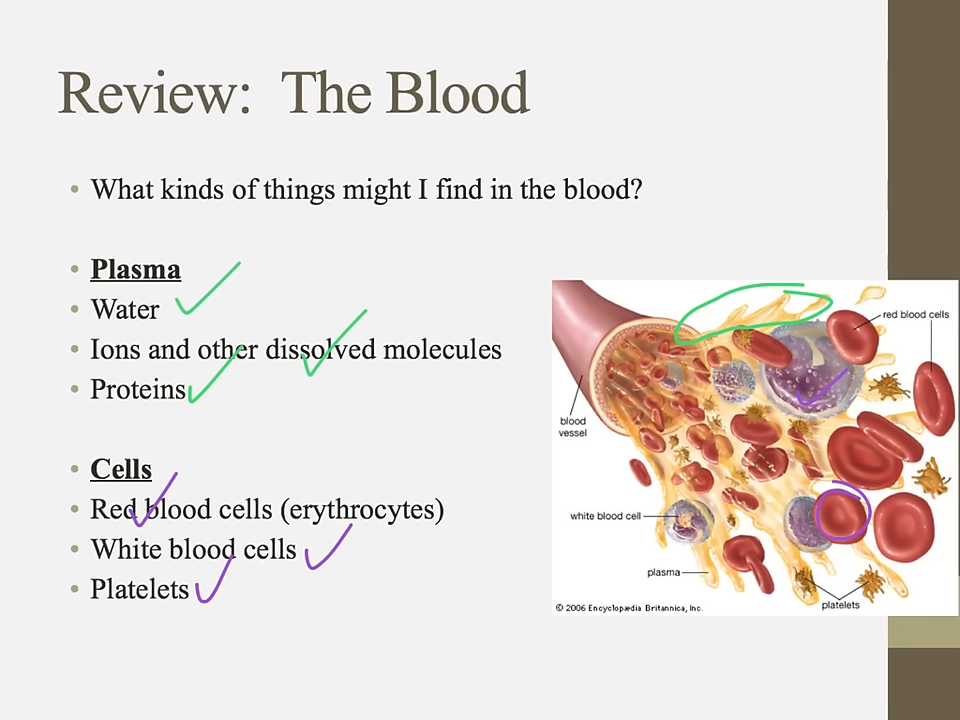 Review: The Blood
• What kinds of things might I find in the blood?
• Plasma
• Water
• Ions and other dissolved molecules
• Proteins
• Cells
• Red blood cells (erythrocytes)
• White blood cells
• Platelets
red blood cells
blood
vessel
white blood cell
plasma
platelets
© 2006 Encyclopædia Britannica, Inc.